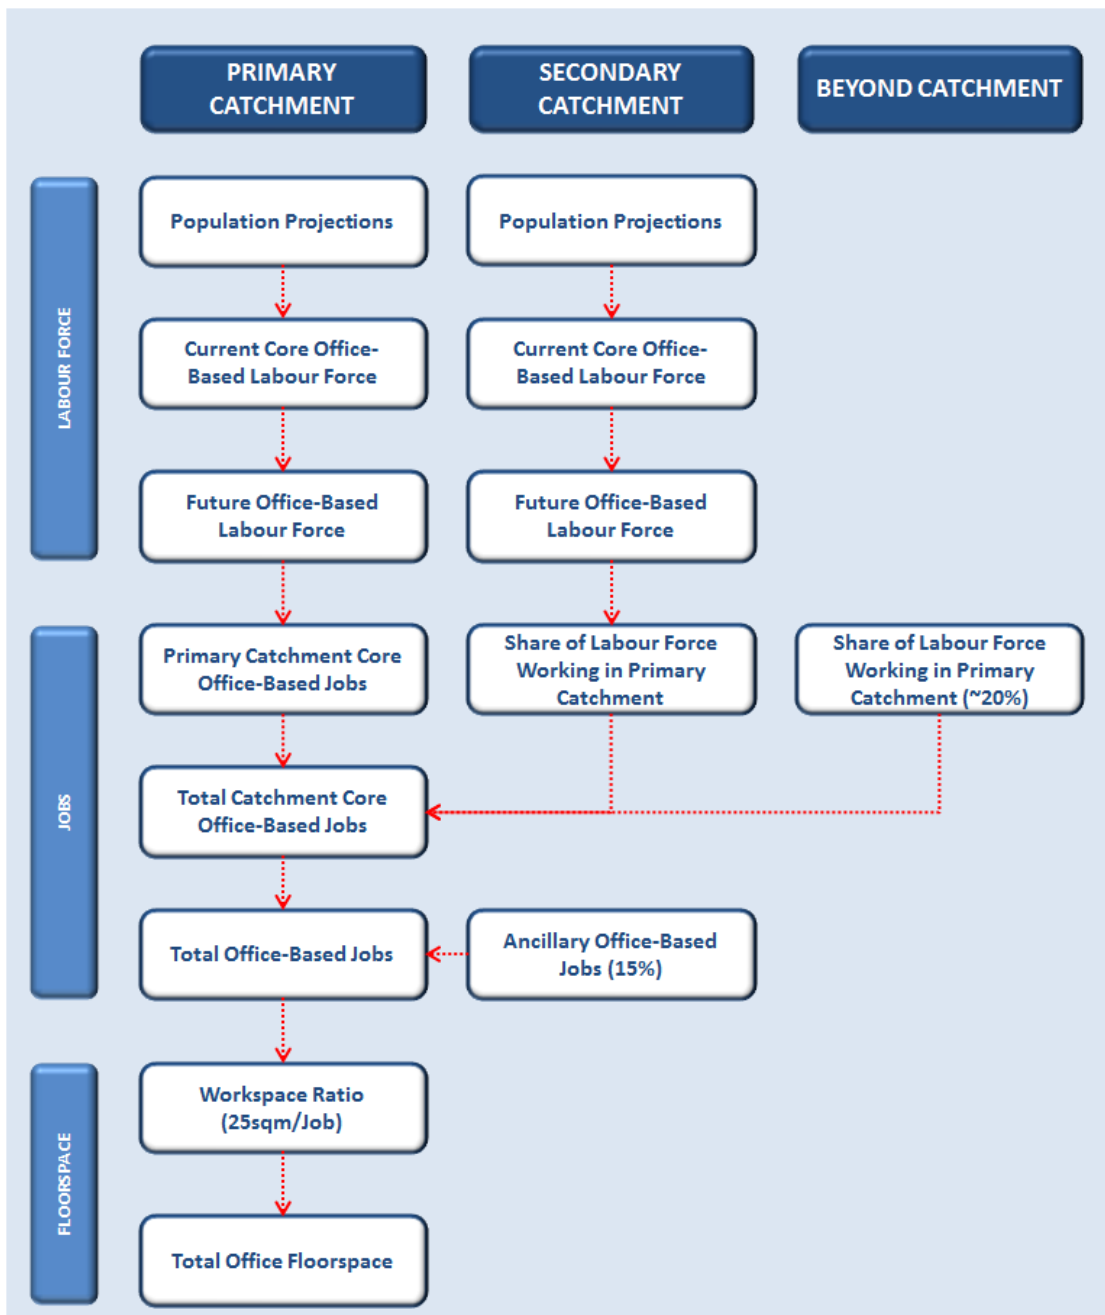 PRIMARY
CATCHMENT
SECONDARY
CATCHMENT
BEYOND CATCHMENT
LABOUR FORCE
Population Projections
Population Projections
Current Core Office-
Based Labour Force
Current Core Office-
Based Labour Force
Future Office-Based
Labour Force
Future Office-Based
Labour Force
JOBS
Primary Catchment Core
Office-Based Jobs
Share of Labour Force
Working in Primary
Catchment
Share of Labour Force
Working in Primary
Catchment (~20%)
Total Catchment Core
Office-Based Jobs
Total Office-Based Jobs
Ancillary Office-Based
Jobs (15%)
FLOORSPACE
Workspace Ratio
(25sqm/Job)
Total Office Floorspace